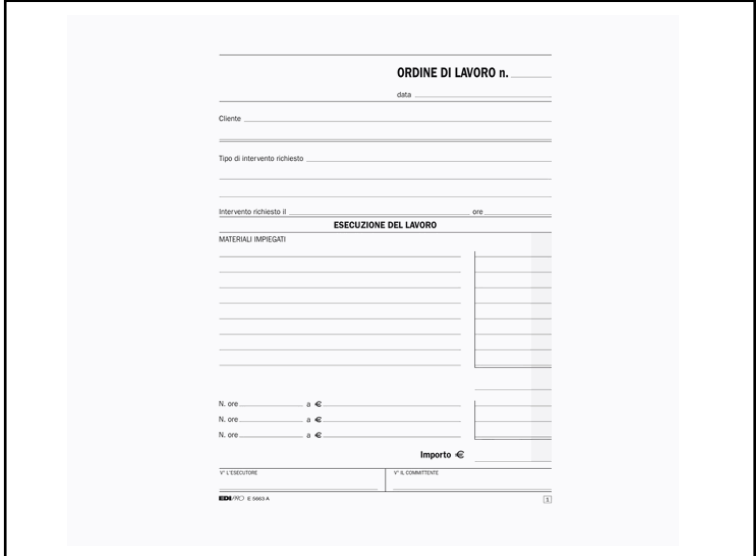 ORDINE DI LAVORO n.
data
Cliente
Tipo di intervento richiesto
Intervento richiesto il ore
ESECUZIONE DEL LAVORO
MATERIALI IMPIEGATI
N. ore a €
N. ore a €
N. ore a €
Importo €
V° L'ESECUTORE V° IL COMMITTENTE
EDIPRO E 5663-A 1